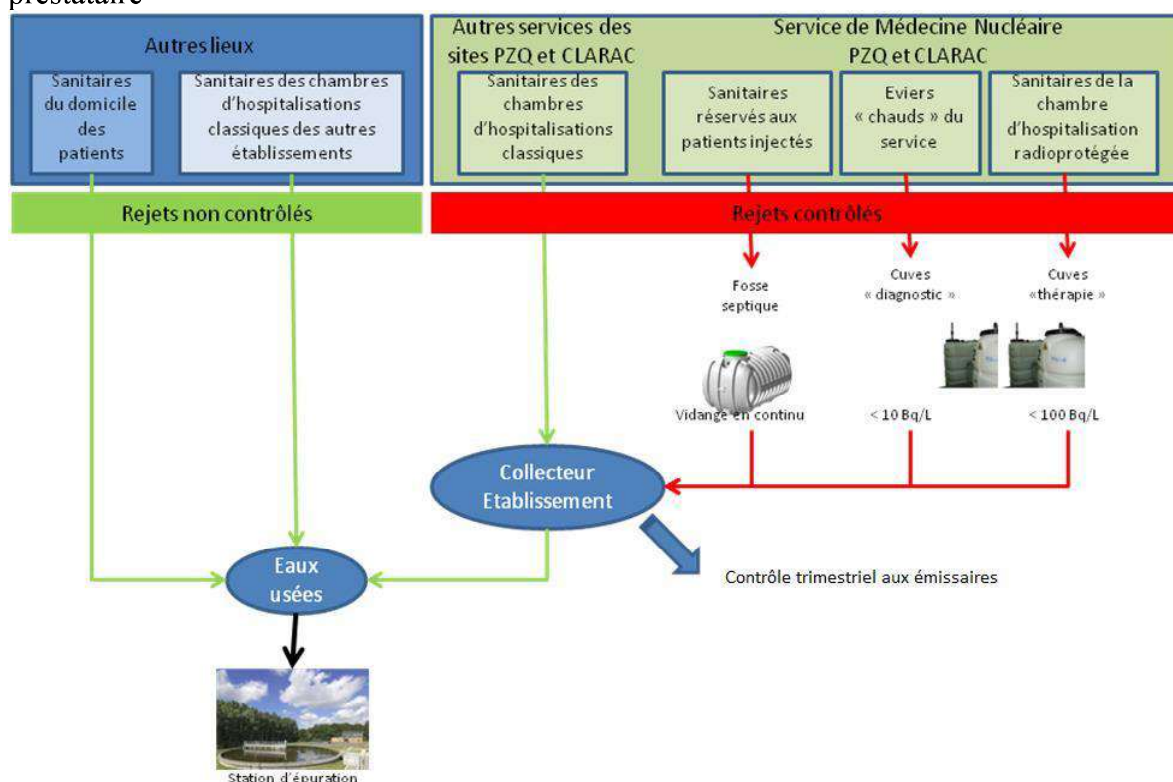 prestataire
Autres lieux
Sanitaires
du domicile
des
patients
Sanitaires des chambres
d'hospitalisations
classiques des autres
établissements
Autres services des
sites PZQ et CLARAC
Sanitaires des
chambres
d'hospitalisations
classiques
Service de Médecine Nucléaire
PZQ et CLARAC
Sanitaires
réservés aux
patients injectés
Eviers
« chauds » du
service
Sanitaires de la
chambre
d'hospitalisation
radioprotégée
Rejets non contrôlés
Rejets contrôlés
Fosse
septique
Cuves
« diagnostic »
Cuves
«thérapie »
Vidange en continu
< 10 Bq/L
< 100 Bq/L
Collecteur
Etablissement
Contrôle trimestriel aux émissaires
Eaux
usées
Station d'épuration